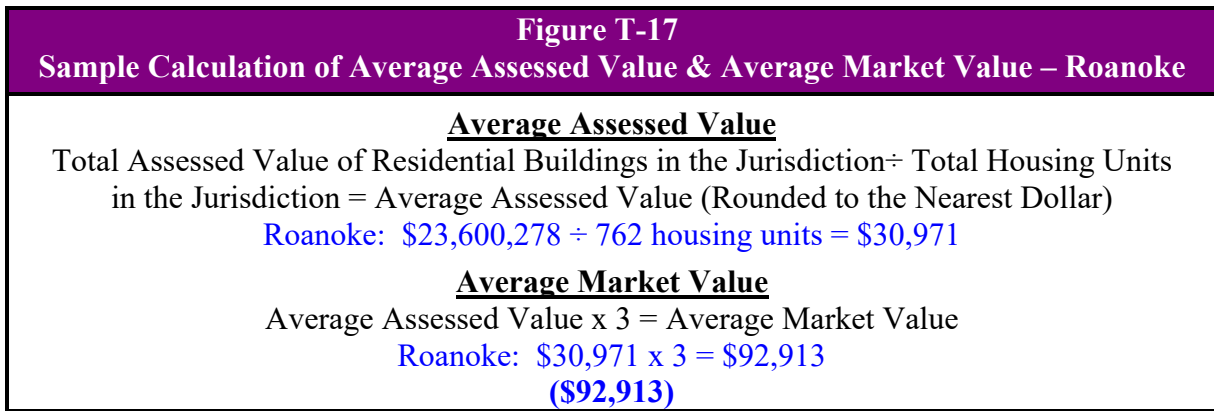 Figure T-17
Sample Calculation of Average Assessed Value & Average Market Value – Roanoke
Average Assessed Value
Total Assessed Value of Residential Buildings in the Jurisdiction÷ Total Housing Units
in the Jurisdiction = Average Assessed Value (Rounded to the Nearest Dollar)
Roanoke:  $23,600,278 ÷ 762 housing units = $30,971
Average Market Value
Average Assessed Value x 3 = Average Market Value
Roanoke:  $30,971 x 3 = $92,913
($92,913)